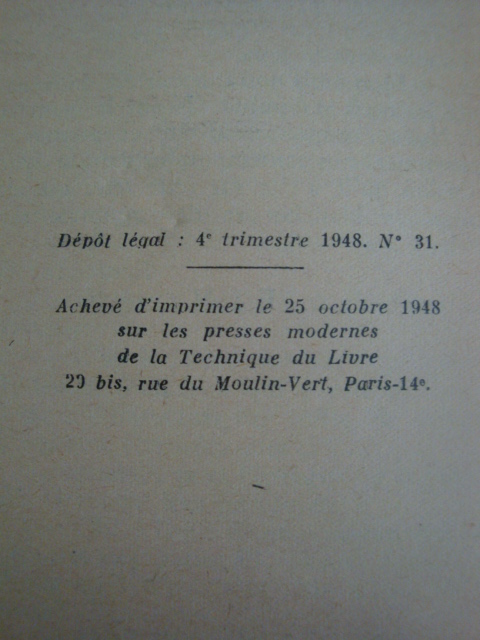 Dépôt légal : 4e trimestre 1948. N° 31.
Achevé d'imprimer le 25 octobre 1948
sur les presses modernes
de la Technique du Livre
29 bis, rue du Moulin-Vert, Paris-14e.